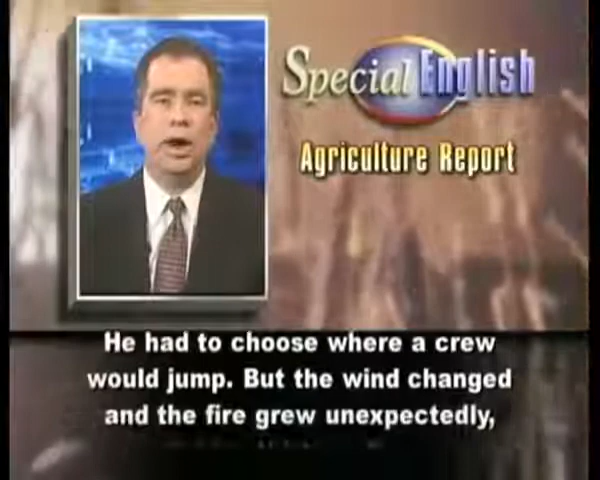 Special English
Agriculture Report
He had to choose where a crew
would jump. But the wind changed
and the fire grew unexpectedly,